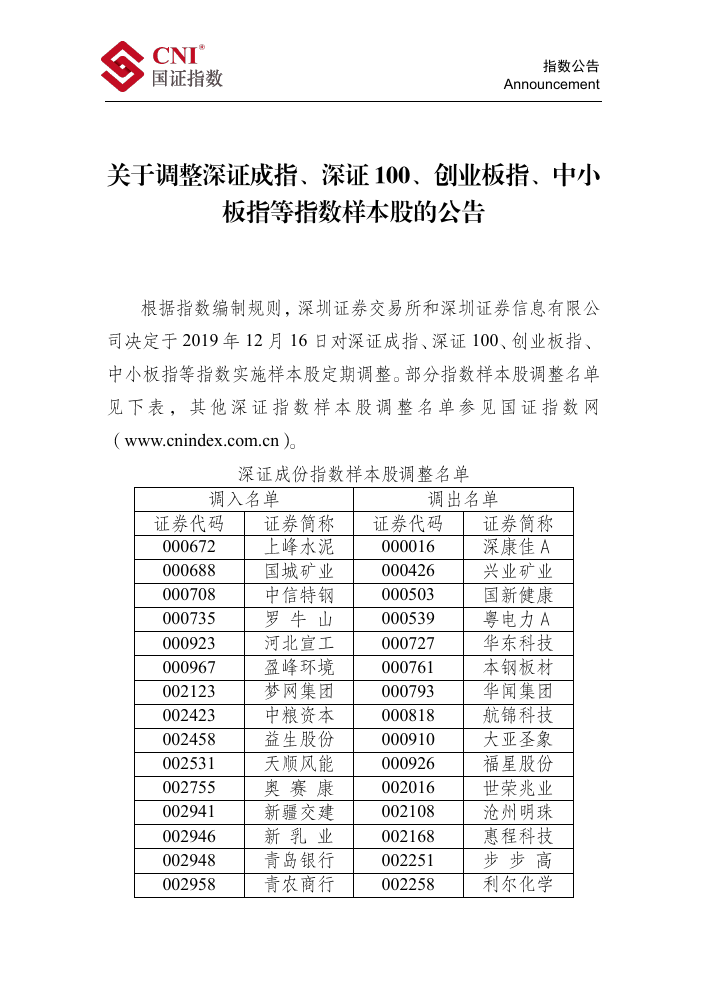 CNI®
国证指数
指数公告
Announcement
关于调整深证成指、深证 100、创业板指、中小
板指等指数样本股的公告
根据指数编制规则，深圳证券交易所和深圳证券信息有限公
司决定于 2019 年 12 月 16 日对深证成指、深证 100、创业板指、
中小板指等指数实施样本股定期调整。部分指数样本股调整名单
见下表，其他深证指数样本股调整名单参见国证指数网
（www.cnindex.com.cn）。
深证成份指数样本股调整名单
调入名单 调出名单
证券代码 证券简称 证券代码 证券简称
000672 上峰水泥 000016 深康佳A
000688 国城矿业 000426 兴业矿业
000708 中信特钢 000503 国新健康
000735 罗 牛 山 000539 粤电力A
000923 河北宣工 000727 华东科技
000967 盈峰环境 000761 本钢板材
002123 梦网集团 000793 华闻集团
002423 中粮资本 000818 航锦科技
002458 益生股份 000910 大亚圣象
002531 天顺风能 000926 福星股份
002755 奥 赛 康 002016 世荣兆业
002941 新疆交建 002108 沧州明珠
002946 新 乳 业 002168 惠程科技
002948 青岛银行 002251 步 步 高
002958 青农商行 002258 利尔化学